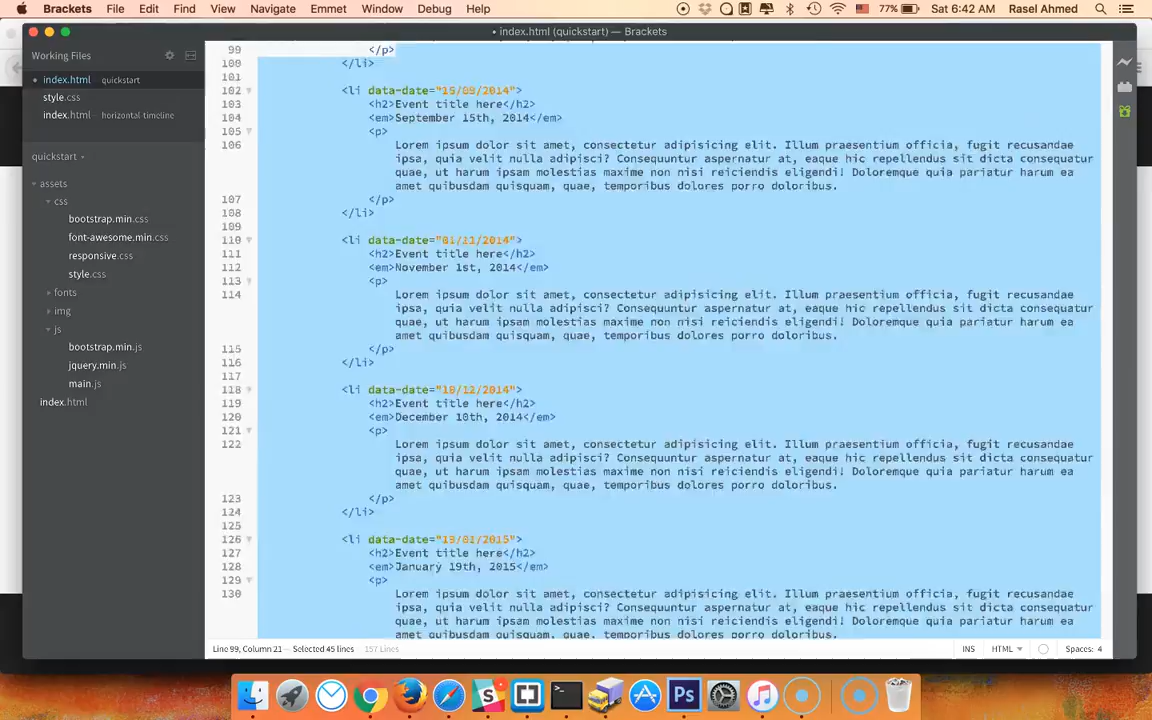 Brackets File Edit Find View Navigate Emmet Window Debug Help 77% Sat 6:42 AM Rasel Ahmed
• index.html (quickstart) — Brackets
Working Files
• index.html quickstart
style.css
index.html horizontal timeline
quickstart
assets
css
bootstrap.min.css
font-awesome.min.css
responsive.css
style.css
fonts
img
js
bootstrap.min.js
jquery.min.js
main.js
index.html
99 </p>
100 </li>
101
102 <li data-date="15/09/2014">
103 <h2>Event title here</h2>
104 <em>September 15th, 2014</em>
105 <p>
106 Lorem ipsum dolor sit amet, consectetur adipisicing elit. Illum praesentium officia, fugit recusandae
ipsa, quia velit nulla adipisci? Consequuntur aspernatur at, eaque hic repellendus sit dicta consequatur
quae, ut harum ipsam molestias maxime non nisi reiciendis eligendi! Doloremque quia pariatur harum ea
amet quibusdam quisquam, quae, temporibus dolores porro doloribus.
107 </p>
108 </li>
109
110 <li data-date="01/11/2014">
111 <h2>Event title here</h2>
112 <em>November 1st, 2014</em>
113 <p>
114 Lorem ipsum dolor sit amet, consectetur adipisicing elit. Illum praesentium officia, fugit recusandae
ipsa, quia velit nulla adipisci? Consequuntur aspernatur at, eaque hic repellendus sit dicta consequatur
quae, ut harum ipsam molestias maxime non nisi reiciendis eligendi! Doloremque quia pariatur harum ea
amet quibusdam quisquam, quae, temporibus dolores porro doloribus.
115 </p>
116 </li>
117
118 <li data-date="10/12/2014">
119 <h2>Event title here</h2>
120 <em>December 10th, 2014</em>
121 <p>
122 Lorem ipsum dolor sit amet, consectetur adipisicing elit. Illum praesentium officia, fugit recusandae
ipsa, quia velit nulla adipisci? Consequuntur aspernatur at, eaque hic repellendus sit dicta consequatur
quae, ut harum ipsam molestias maxime non nisi reiciendis eligendi! Doloremque quia pariatur harum ea
amet quibusdam quisquam, quae, temporibus dolores porro doloribus.
123 </p>
124 </li>
125
126 <li data-date="19/01/2015">
127 <h2>Event title here</h2>
128 <em>January 19th, 2015</em>
129 <p>
130 Lorem ipsum dolor sit amet, consectetur adipisicing elit. Illum praesentium officia, fugit recusandae
ipsa, quia velit nulla adipisci? Consequuntur aspernatur at, eaque hic repellendus sit dicta consequatur
quae, ut harum ipsam molestias maxime non nisi reiciendis eligendi! Doloremque quia pariatur harum ea
amet quibusdam quisquam, quae, temporibus dolores porro doloribus.
Line 99, Column 21 — Selected 45 lines 157 Lines INS HTML Spaces: 4
Ps